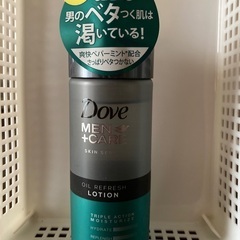 男のベタつく肌は
渇いている!
爽快ペパーミント配合
さっぱりベタつかない
Dove
MEN
+CARE
OIL REFRESH
LOTION
TRIPLE ACTION
MOISTURIZER